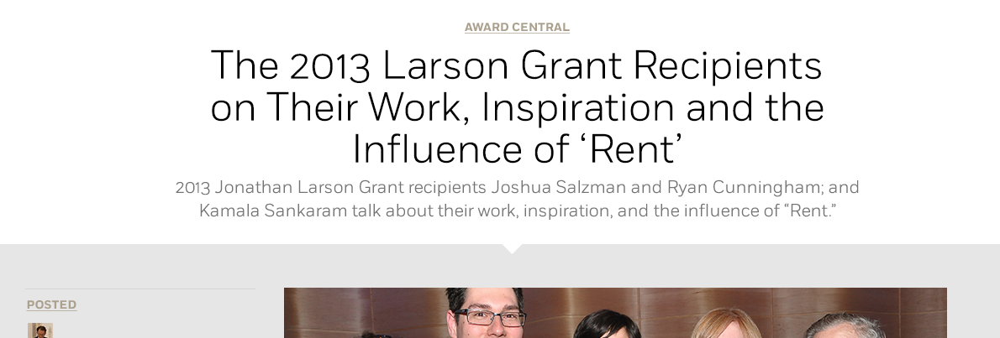 AWARD CENTRAL
The 2013 Larson Grant Recipients
on Their Work, Inspiration and the
Influence of ‘Rent’
2013 Jonathan Larson Grant recipients Joshua Salzman and Ryan Cunningham; and
Kamala Sankaram talk about their work, inspiration, and the influence of “Rent.”
POSTED